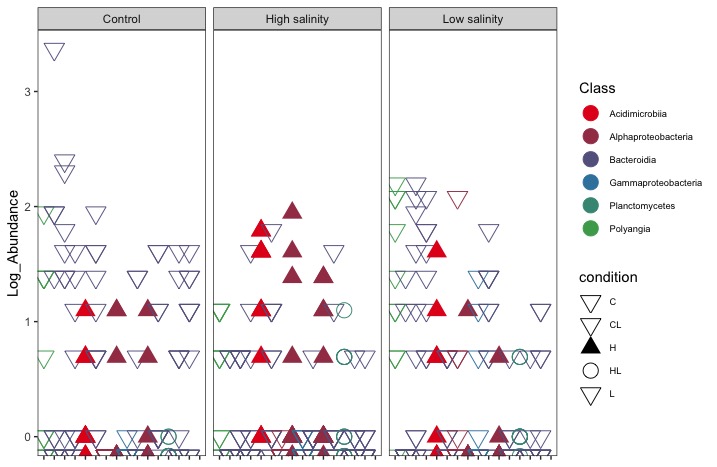 Control
High salinity
Low salinity
Log_Abundance
3
2
1
0
Class
Acidimicrobiia
Alphaproteobacteria
Bacteroidia
Gammaproteobacteria
Planctomycetes
Polyangia
condition
C
CL
H
HL
L